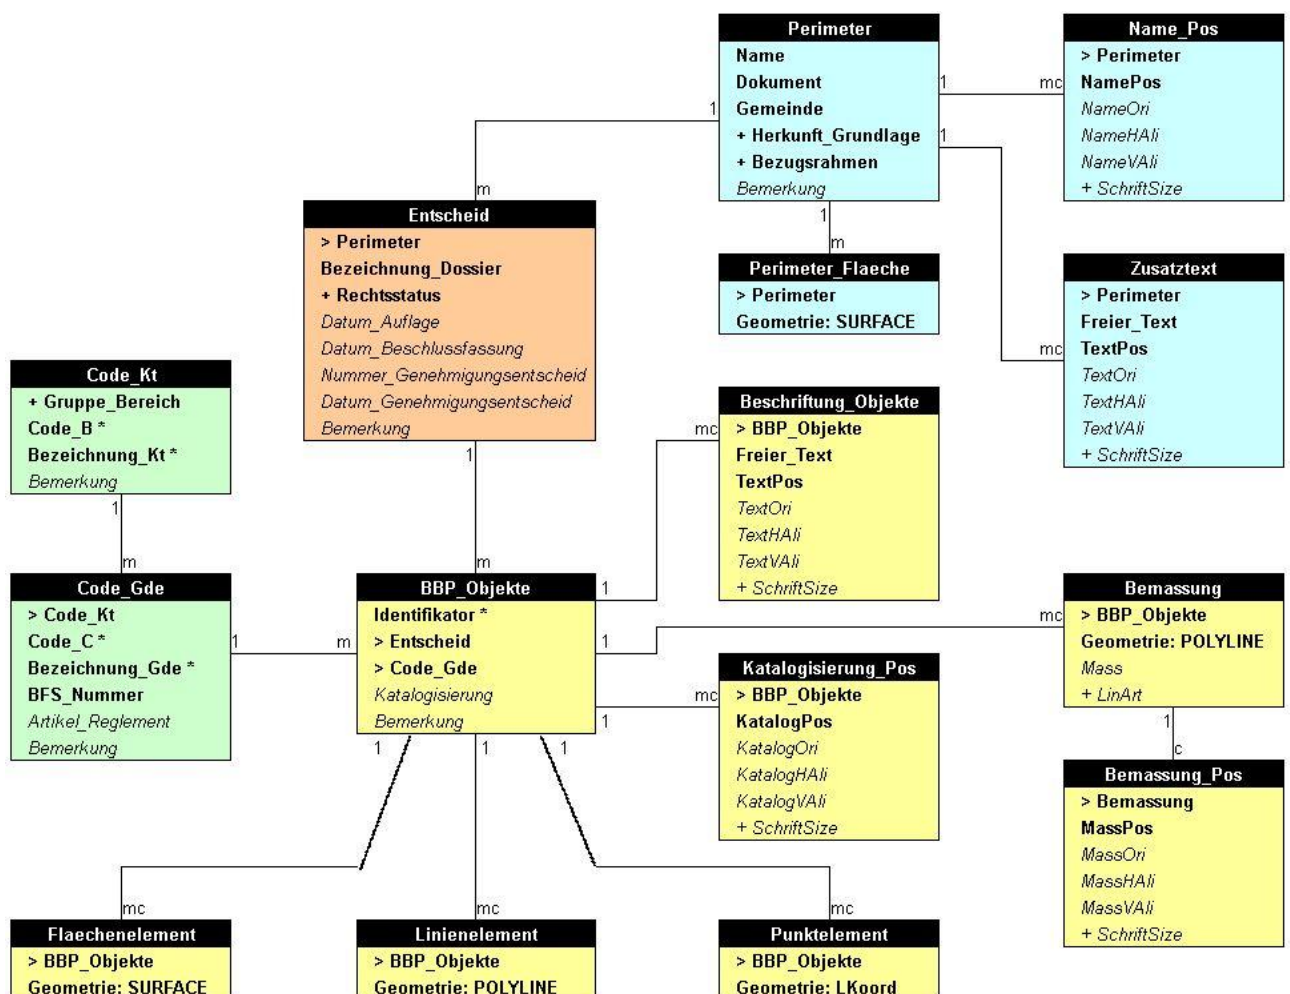 Perimeter
Name
Dokument
Gemeinde
+ Herkunft_Grundlage
+ Bezugsrahmen
Bemerkung
1
1
1
1
m
mc
mc
m
Name_Pos
> Perimeter
NamePos
NameOri
NameHAli
NameVAli
+ SchriftSize
Entscheid
> Perimeter
Bezeichnung_Dossier
+ Rechtsstatus
Datum_Auflage
Datum_Beschlussfassung
Nummer_Genehmigungsentscheid
Datum_Genehmigungsentscheid
Bemerkung
1
m
Perimeter_Flaeche
> Perimeter
Geometrie: SURFACE
Zusatztext
> Perimeter
Freier_Text
TextPos
TextOri
TextHAli
TextVAli
+ SchriftSize
Code_Kt
+ Gruppe_Bereich
Code_B *
Bezeichnung_Kt *
Bemerkung
1
m
Beschriftung_Objekte
> BBP_Objekte
Freier_Text
TextPos
TextOri
TextHAli
TextVAli
+ SchriftSize
mc
1
Code_Gde
> Code_Kt
Code_C *
Bezeichnung_Gde *
BFS_Nummer
Artikel_Reglement
Bemerkung
1
m
BBP_Objekte
Identifikator *
> Entscheid
> Code_Gde
Katalogisierung
Bemerkung
1
mc
1
mc
1
1
1
Bemassung
> BBP_Objekte
Geometrie: POLYLINE
Mass
+ LinArt
1
c
Katalogisierung_Pos
> BBP_Objekte
KatalogPos
KatalogOri
KatalogHAli
KatalogVAli
+ SchriftSize
Bemassung_Pos
> Bemassung
MassPos
MassOri
MassHAli
MassVAli
+ SchriftSize
mc
mc
mc
Flaechenelement
> BBP_Objekte
Geometrie: SURFACE
Linienelement
> BBP_Objekte
Geometrie: POLYLINE
Punktelement
> BBP_Objekte
Geometrie: LKoord